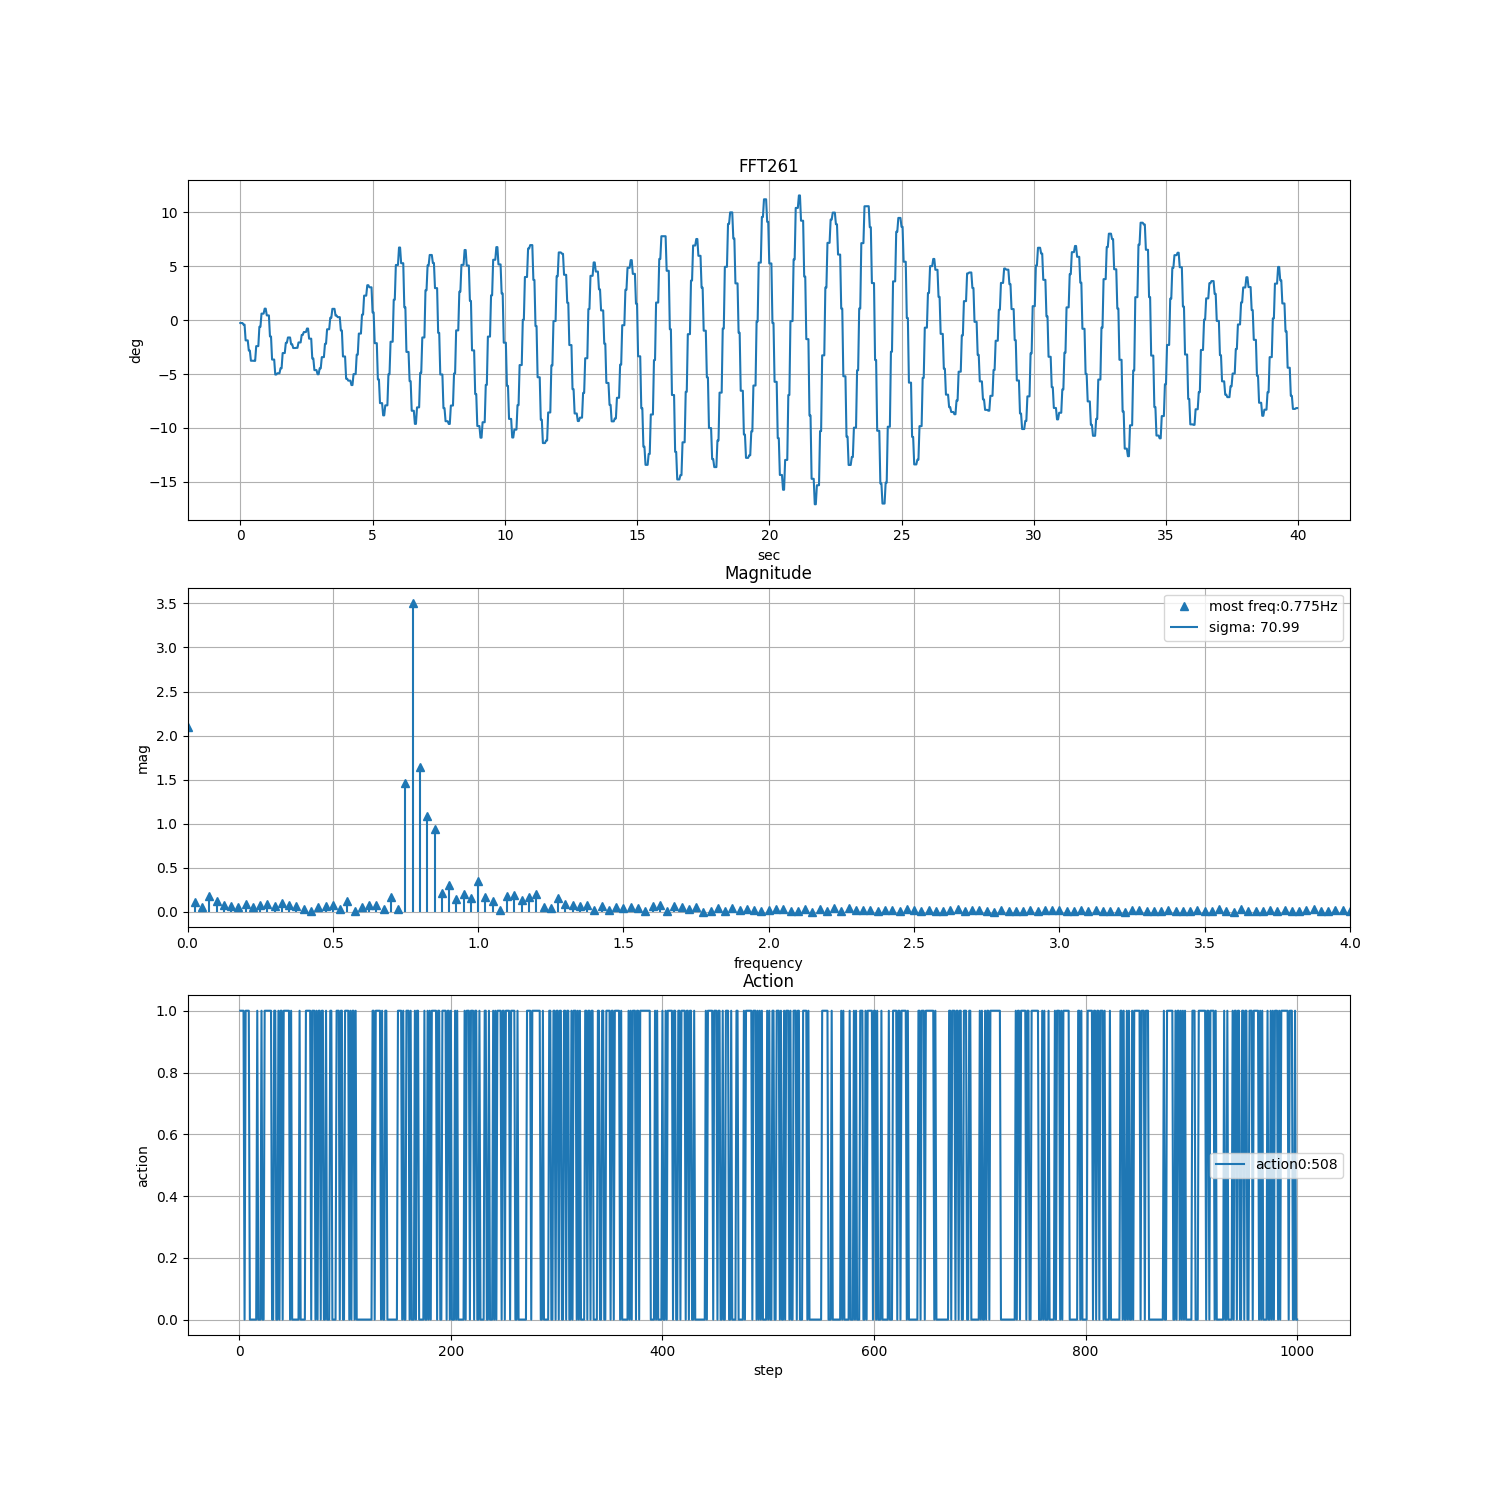 FFT261
10
5
0
−5
−10
−15
deg
0 5 10 15 20 25 30 35 40
sec
Magnitude
3.5
3.0
2.5
2.0
1.5
1.0
0.5
0.0
mag
most freq:0.775Hz
sigma: 70.99
0.0 0.5 1.0 1.5 2.0 2.5 3.0 3.5 4.0
frequency
Action
1.0
0.8
0.6
0.4
0.2
0.0
action
action0:508
0 200 400 600 800 1000
step